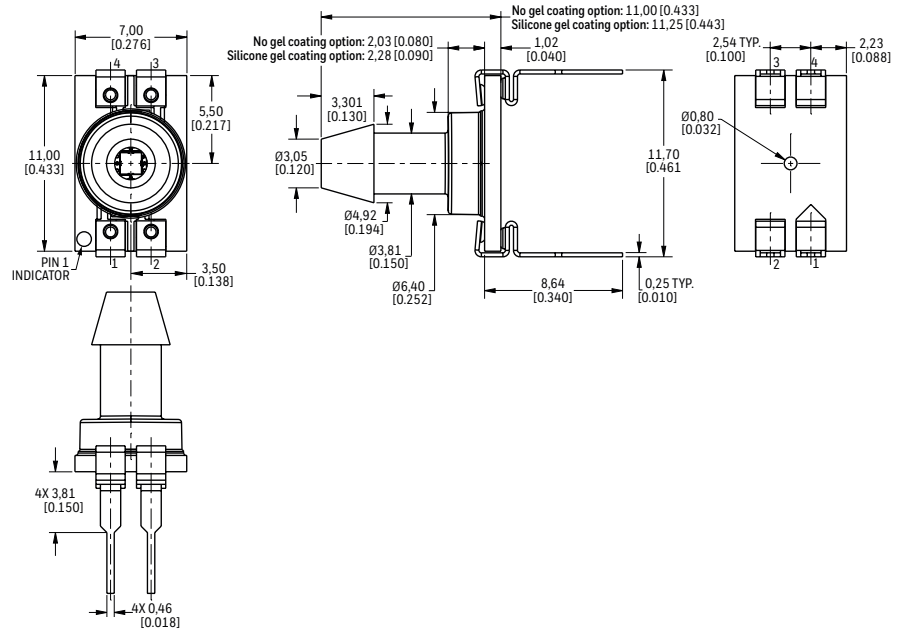 No gel coating option: 11,00 [0.433]
Silicone gel coating option: 11,25 [0.443]
No gel coating option: 2,03 [0.080]
Silicone gel coating option: 2,28 [0.090]
7,00
[0.276]
4
3
5,50
[0.217]
11,00
[0.433]
PIN 1
INDICATOR
1
2
3,50
[0.138]
1,02
[0.040]
3,301
[0.130]
Ø3,05
[0.120]
Ø4,92
[0.194]
Ø3,81
[0.150]
Ø6,40
[0.252]
11,70
[0.461
8,64
[0.340]
0,25 TYP.
[0.010]
2,54 TYP.
[0.100]
2,23
[0.088]
3
4
Ø0,80
[0.032]
2
1
4X 3,81
[0.150]
4X 0,46
[0.018]